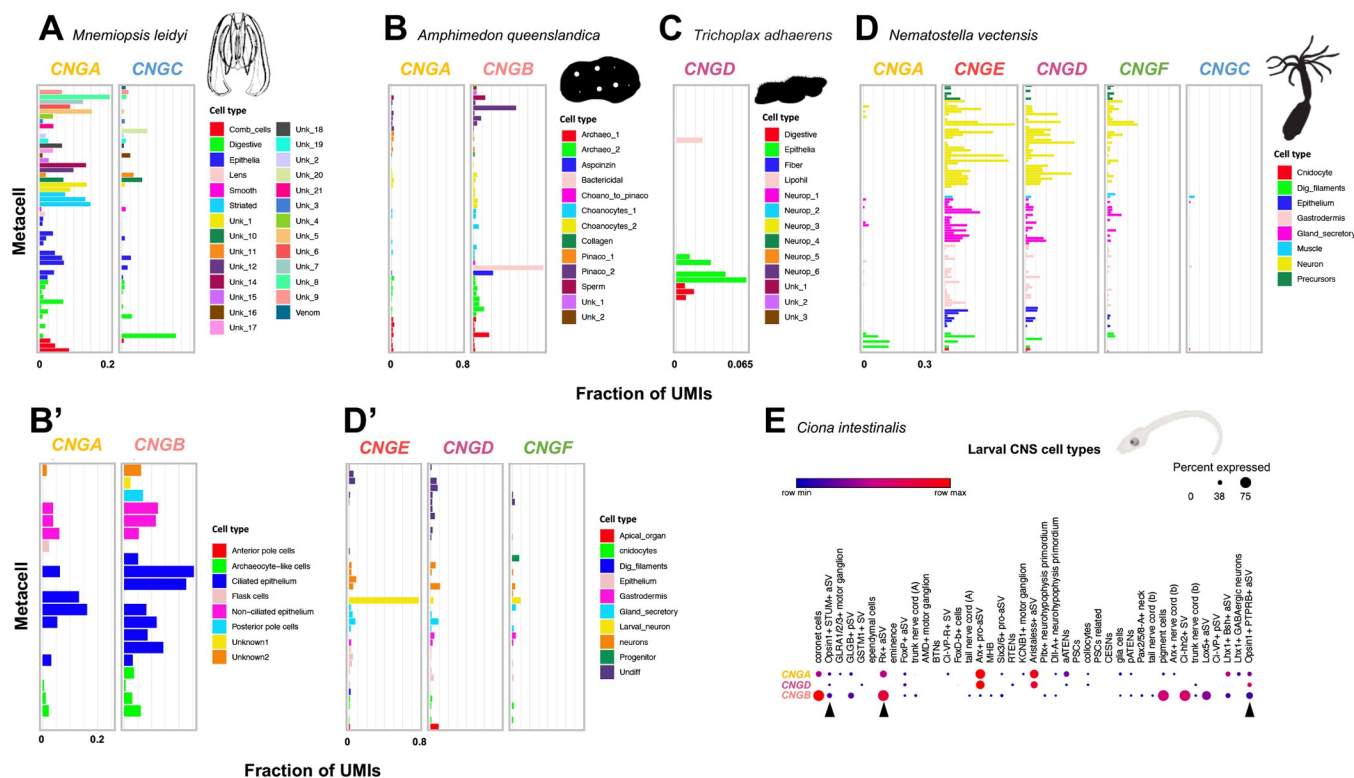 A Mnemiopsis leidyi
CNGA CNGC
Cell type
Comb_cells
Digestive
Epithelia
Lens
Smooth
Striated
Unk_1
Unk_10
Unk_11
Unk_12
Unk_14
Unk_15
Unk_16
Unk_17
Unk_18
Unk_19
Unk_2
Unk_20
Unk_21
Unk_3
Unk_4
Unk_5
Unk_6
Unk_7
Unk_8
Unk_9
Venom
Metacell
0 0.2
B Amphimedon queenslandica
CNGA CNGB
Cell type
Archaeo_1
Archaeo_2
Aspcinzin
Bactericidal
Choano_to_pinaco
Choanocytes_1
Choanocytes_2
Collagen
Pinaco_1
Pinaco_2
Sperm
Unk_1
Unk_2
0 0.8
C Trichoplax adhaerens
CNGD
Cell type
Digestive
Epithelia
Fiber
Lipohil
Neurop_1
Neurop_2
Neurop_3
Neurop_4
Neurop_5
Neurop_6
Unk_1
Unk_2
Unk_3
0 0.065
D Nematostella vectensis
CNGA CNGE CNGD CNGF CNGC
Cell type
Cnidocyte
Dig_filaments
Epithelium
Gastrodermis
Gland_secretory
Muscle
Neuron
Precursors
0 0.3
Fraction of UMIs
B’
CNGA CNGB
Cell type
Anterior pole cells
Archaeocyte-like cells
Ciliated epithelium
Flask cells
Non-ciliated epithelium
Posterior pole cells
Unknown1
Unknown2
Metacell
0 0.2
D’
CNGE CNGD CNGF
Cell type
Apical_organ
cnidocytes
Dig_filaments
Epithelium
Gastrodermis
Gland_secretory
Larval_neuron
neurons
Progenitor
Undiff
0 0.8
Fraction of UMIs
E Ciona intestinalis
Larval CNS cell types
Percent expressed
0 38 75
row min row max
coronet cells
Opsin1+ STUM+ aSV
GLRA1/2/3+ motor ganglion
GLGB+ pSV
GSTM1+ SV
ependymal cells
Rx+ aSV
eminence
FoxP+ aSV
trunk nerve cord (A)
AMD+ motor ganglion
BTNs
Ci-VP-R+ SV
FoxD-b+ cells
tail nerve cord (A)
Arx+ pro-aSV
MHB
Six3/6+ pro-aSV
RTENs
KCNB1+ motor ganglion
Aristaless+ aSV
Pitx+ neurohypophysis primordium
Dll-A+ neurohypophysis primordium
aATENs
PSCs
collocytes
PSCs related
CESNs
glia cells
pATENs
Pax2/5/8-A+ neck
tail nerve cord (b)
pigment cells
Arx+ nerve cord (b)
Ci-hh2+ SV
trunk nerve cord (b)
Lox5+ aSV
Ci-VP+ pSV
Lhx1+ Bsh+ aSV
Lhx1+ GABAergic neurons
Opsin1+ PTPRB+ aSV
CNGA
CNGD
CNGB